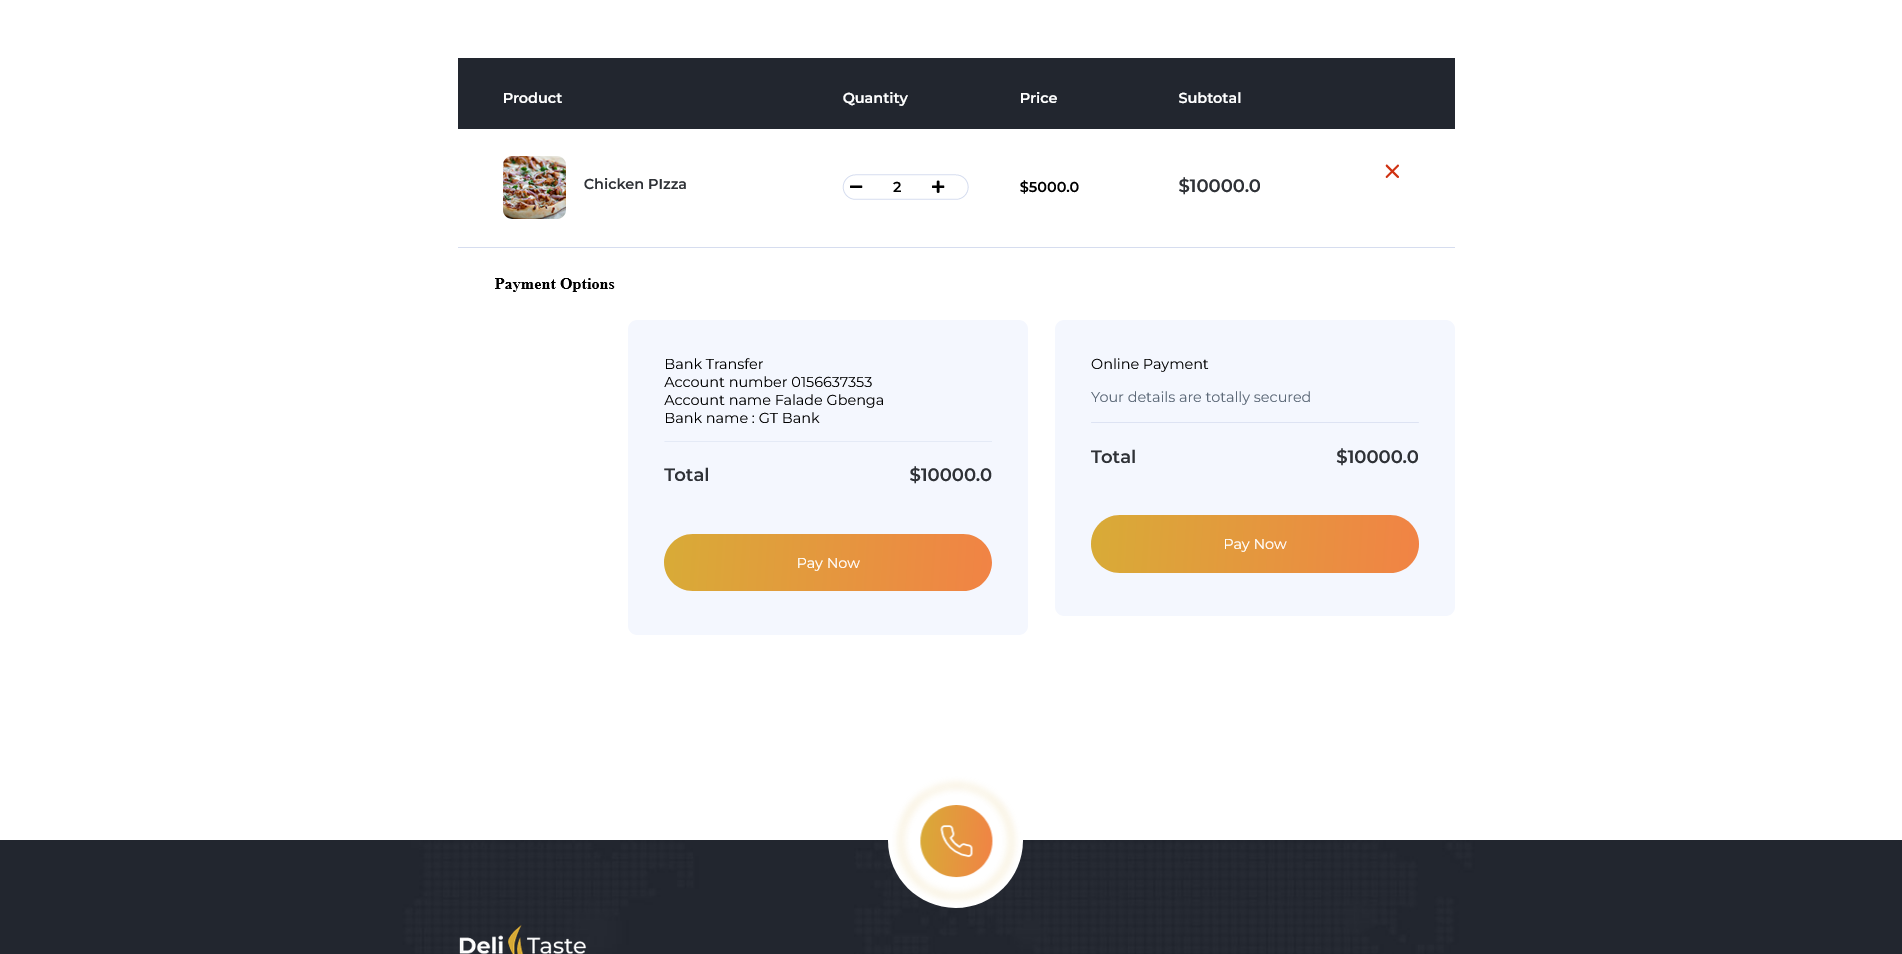 Product Quantity Price Subtotal
Chicken PIzza 2 $5000.0 $10000.0
Payment Options
Bank Transfer
Account number 0156637353
Account name Falade Gbenga
Bank name : GT Bank
Total $10000.0
Pay Now
Online Payment
Your details are totally secured
Total $10000.0
Pay Now
Deli Taste